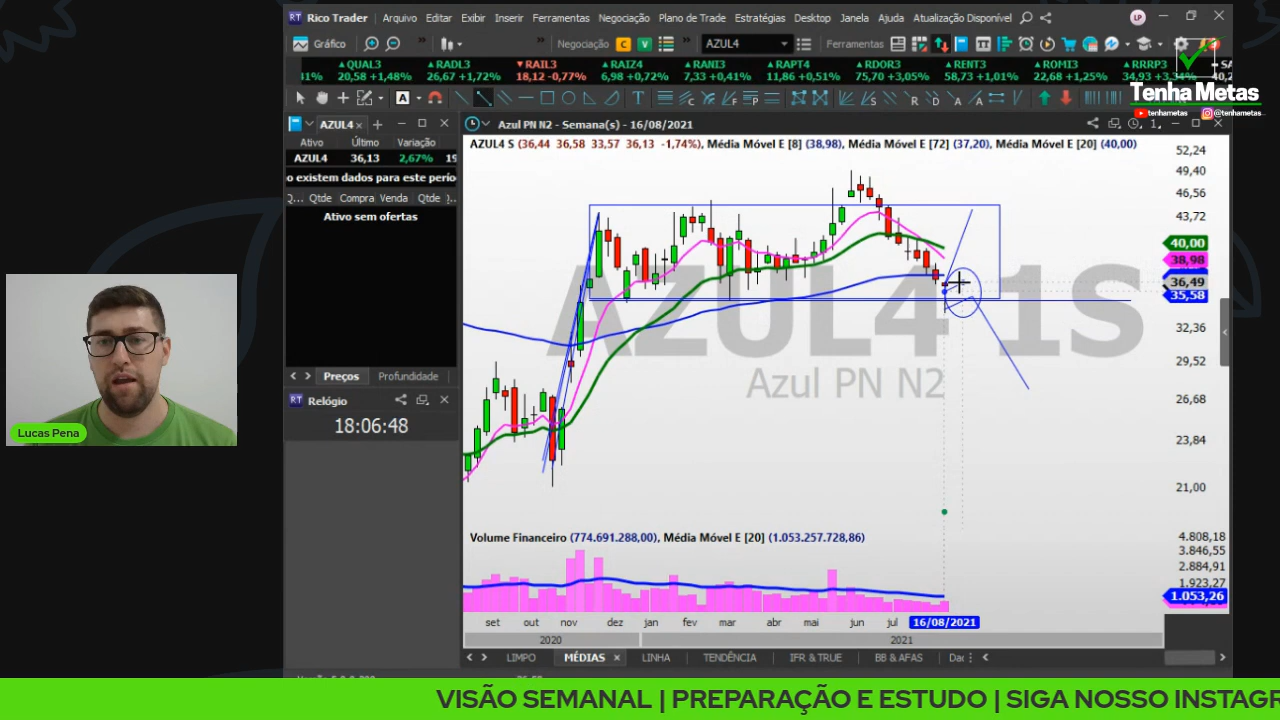 Rico Trader Arquivo Editar Exibir Inserir Ferramentas Negociação Plano de Trade Estratégias Desktop Janela Ajuda Atualização Disponível LP
Gráfico Negociação C V AZUL4 Ferramentas
QUAL3 RADL3 RAIL3 RAIZ4 RANI3 RAPT4 RDOR3 RENT3 ROMI3 RRRP3
41% 20,58 +1,48% 26,67 +1,72% 18,12 -0,77% 6,98 +0,72% 7,33 +0,41% 11,86 +0,51% 75,70 +3,05% 58,73 +1,01% 22,68 +1,25% 34,93 +3,34%
Tenha Metas
tenhametas @tenhametas
AZUL4
Azul PN N2 - Semana(s) - 16/08/2021
Ativo Último Variação
AZUL4 36,13 2,67%
o existem dados para este perío
Q... Qtde Compra Venda Qtde
Ativo sem ofertas
AZUL4 S (36,44 36,58 33,57 36,13 -1,74%), Média Móvel E [8] (38,98), Média Móvel E [72] (37,20), Média Móvel E [20] (40,00)
52,24
49,40
46,56
43,72
40,00
38,98
36,49
35,58
32,36
29,52
26,68
23,84
21,00
AZUL4 1S
Azul PN N2
Preços Profundidade
Relógio
18:06:48
Lucas Pena
Volume Financeiro (774.691.288,00), Média Móvel E [20] (1.053.257.728,86)
4.808,18
3.846,55
2.884,91
1.923,27
1.053,26
set out nov dez jan fev mar abr mai jun jul 16/08/2021
2020 2021
LIMPO MÉDIAS LINHA TENDÊNCIA IFR & TRUE BB & AFAS
VISÃO SEMANAL | PREPARAÇÃO E ESTUDO | SIGA NOSSO INSTAGR